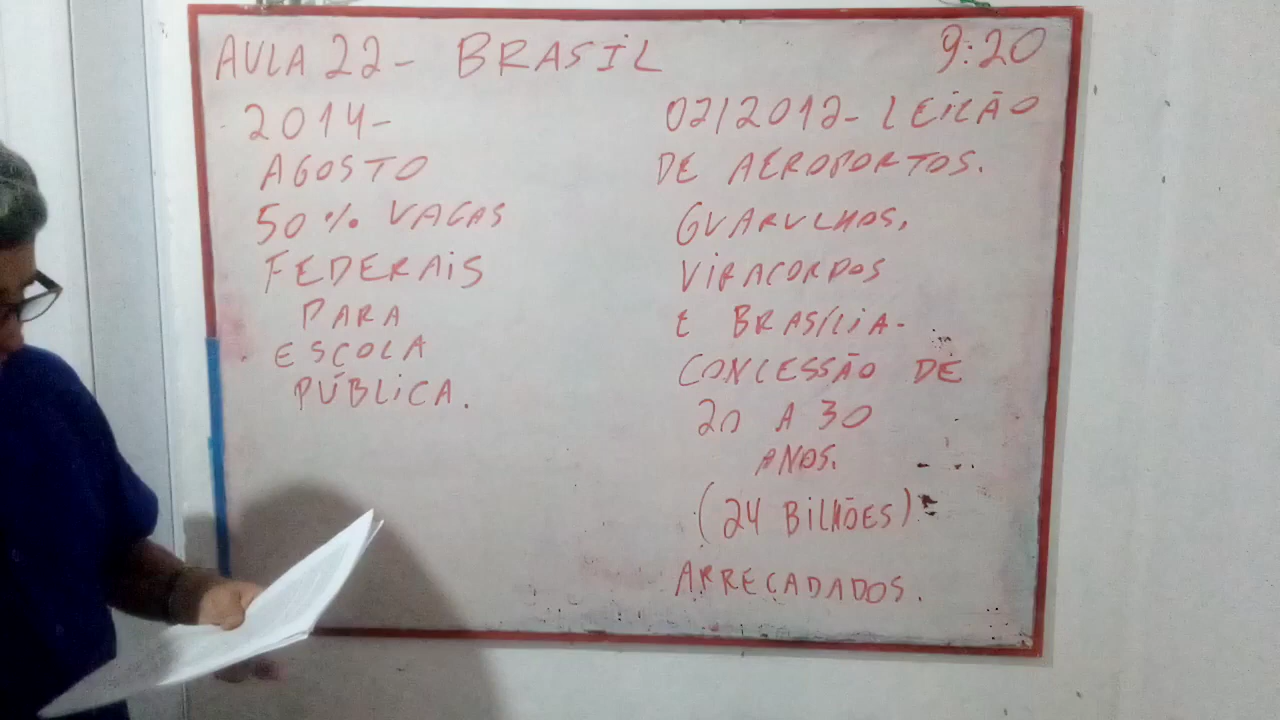 AULA 22- BRASIL
9:20
2014-
AGOSTO
50% VAGAS
FEDERAIS
PARA
ESCOLA
PÚBLICA.
02/2012- LEILÃO
DE AEROPORTOS.
GUARULHOS,
VIRACOPOS
E BRASÍLIA-
CONCESSÃO DE
20 A 30
ANOS.
(24 BILHÕES)
ARRECADADOS.